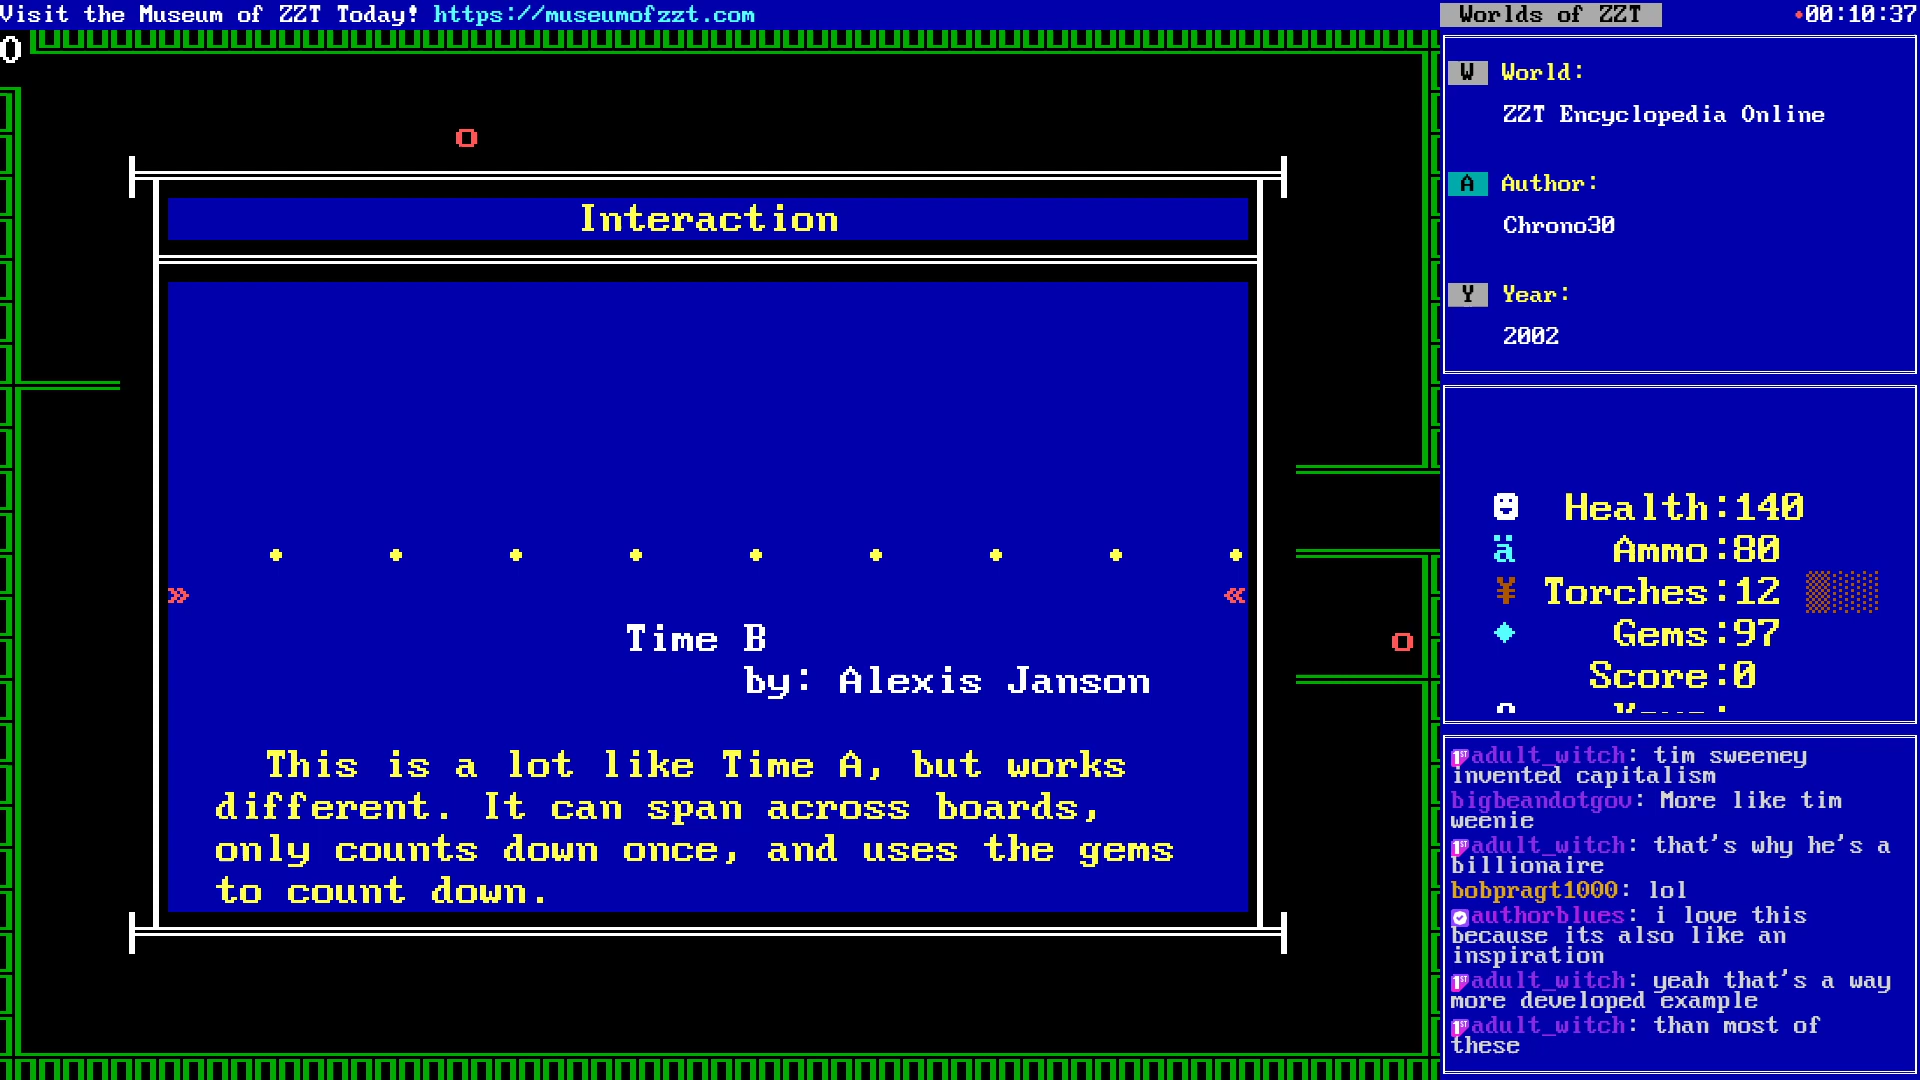 Visit the Museum of ZZT Today! https://museumofzzt.com
Worlds of ZZT
00:10:37
W World:
ZZT Encyclopedia Online
A Author:
Chrono30
Y Year:
2002
Interaction
Time B
by: Alexis Janson
This is a lot like Time A, but works
different. It can span across boards,
only counts down once, and uses the gems
to count down.
Health:140
Ammo:80
Torches:12
Gems:97
Score:0
adult_witch: tim sweeney
invented capitalism
bigbeandotgov: More like tim
weenie
adult_witch: that's why he's a
billionaire
bobpragt1000: lol
authorblues: i love this
because its also like an
inspiration
adult_witch: yeah that's a way
more developed example
adult_witch: than most of
these